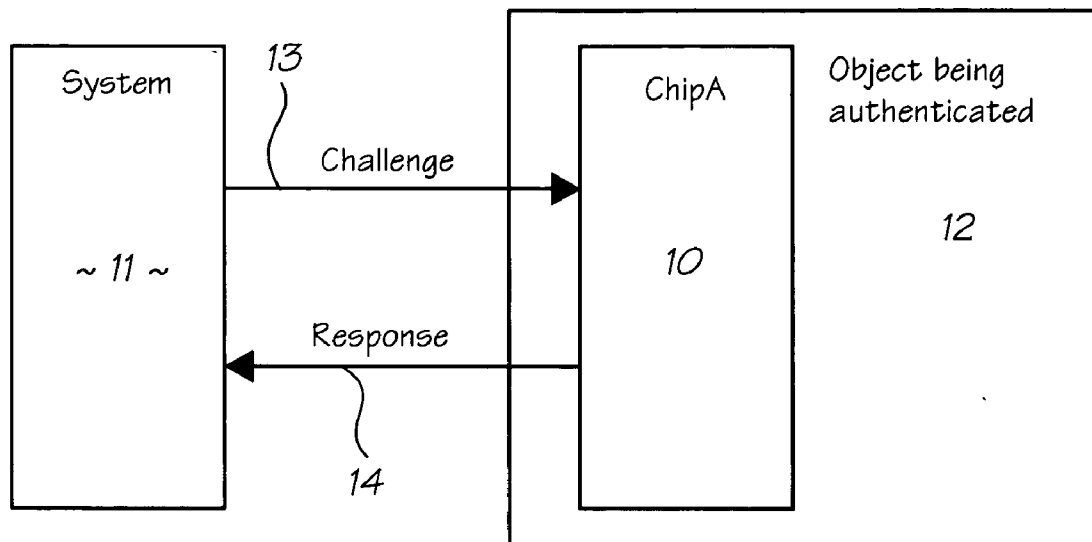 System
~ 11 ~
13
Challenge
Response
14
ChipA
10
Object being
authenticated
12